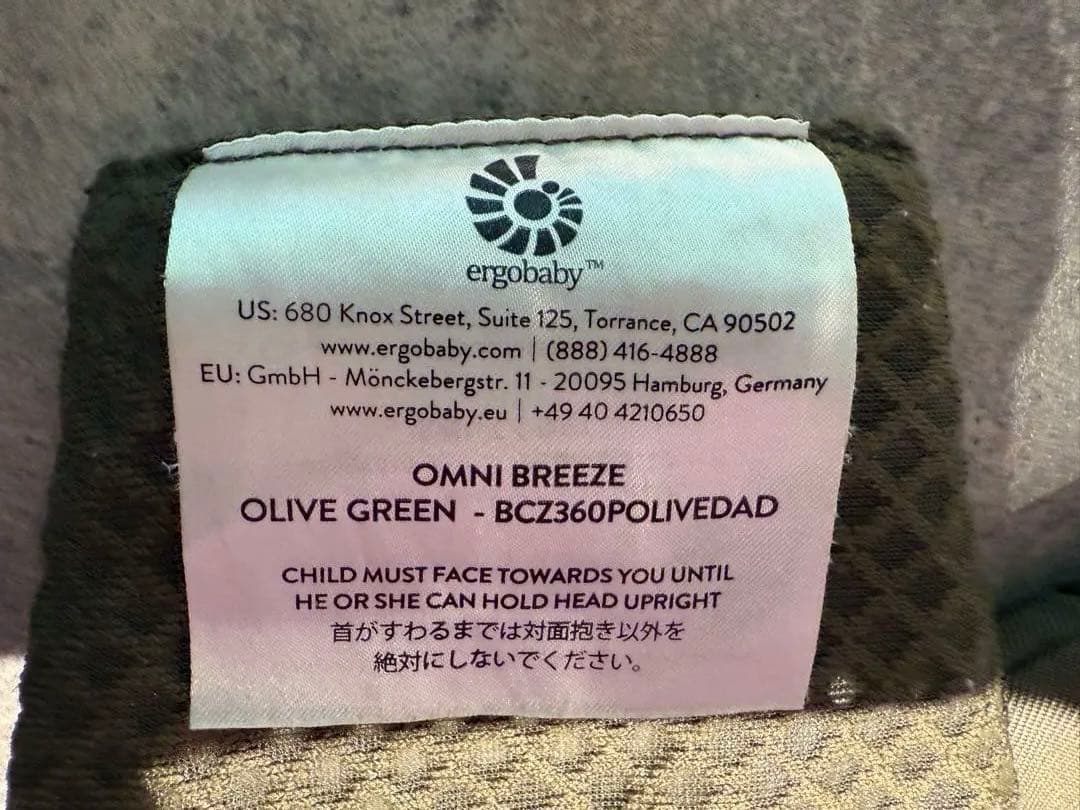 ergobaby™
US: 680 Knox Street, Suite 125, Torrance, CA 90502
www.ergobaby.com | (888) 416-4888
EU: GmbH - Mönckebergstr. 11 - 20095 Hamburg, Germany
www.ergobaby.eu | +49 40 4210650
OMNI BREEZE
OLIVE GREEN - BCZ360POLIVEDAD
CHILD MUST FACE TOWARDS YOU UNTIL
HE OR SHE CAN HOLD HEAD UPRIGHT
首がすわるまでは対面抱き以外を
絶対にしないでください。